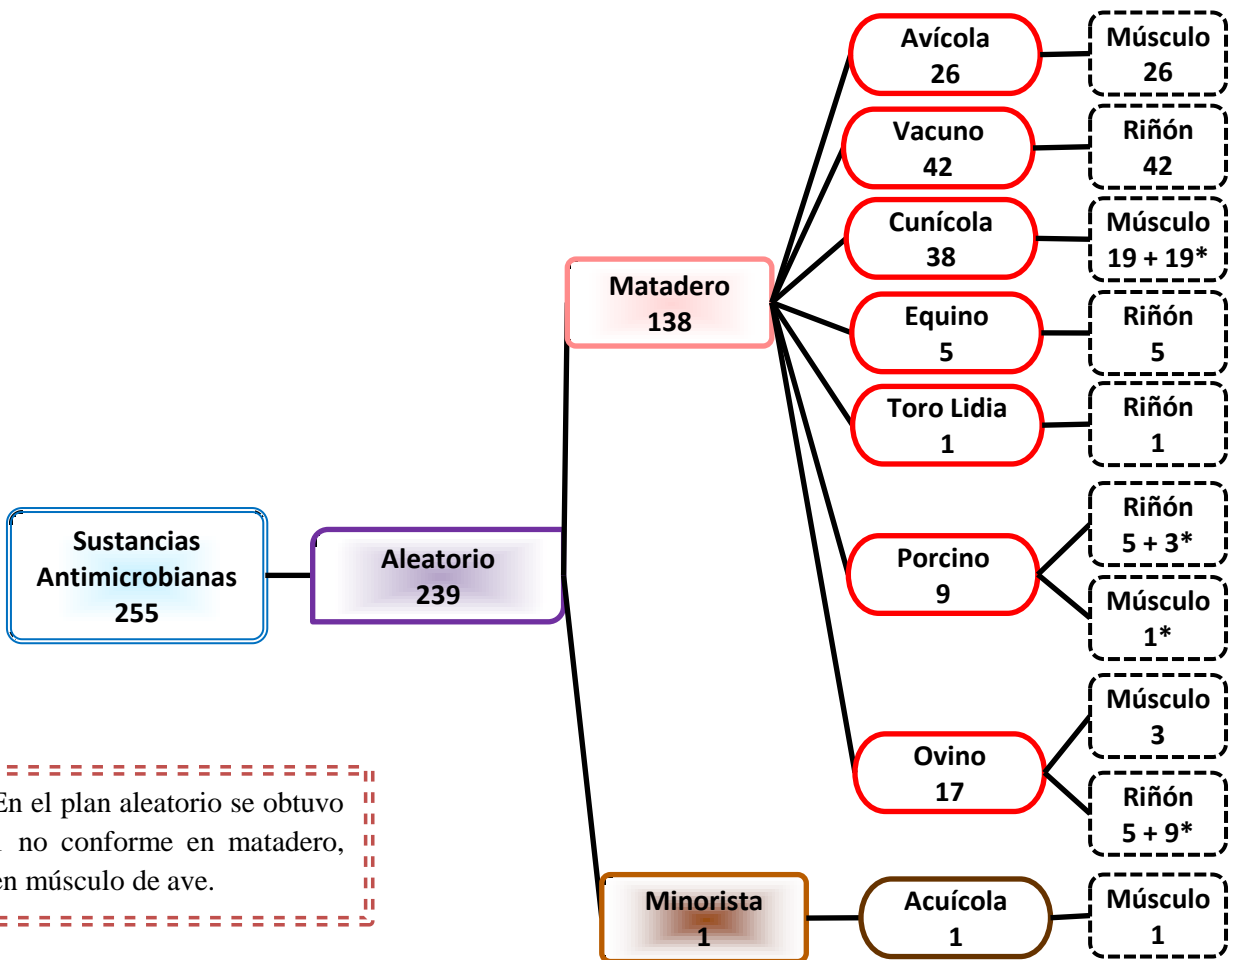 Sustancias
Antimicrobianas
255
Aleatorio
239
Matadero
138
Avícola
26
Músculo
26
Vacuno
42
Riñón
42
Cunícola
38
Músculo
19 + 19*
Equino
5
Riñón
5
Toro Lidia
1
Riñón
1
Porcino
9
Riñón
5 + 3*
Músculo
1*
Ovino
17
Músculo
3
Riñón
5 + 9*
Minorista
1
Acuícola
1
Músculo
1
En el plan aleatorio se obtuvo
no conforme en matadero,
en músculo de ave.